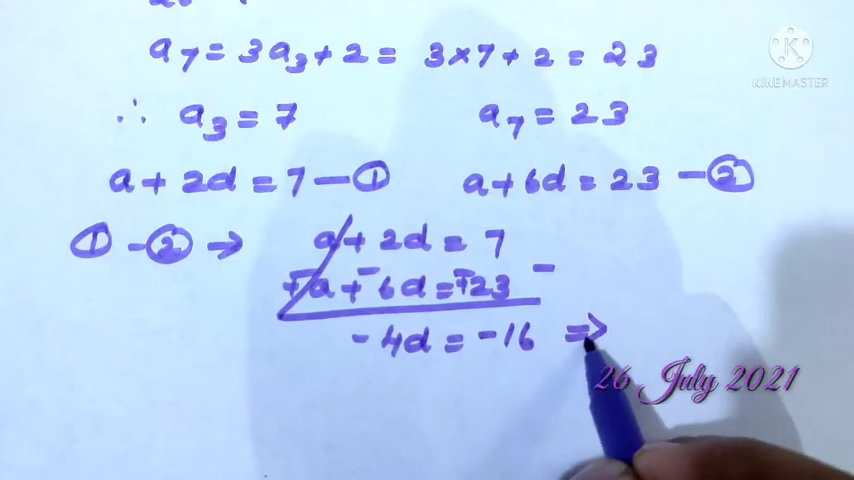 a₇ = 3a₃ + 2 = 3×7 + 2 = 23
KINEMASTER
∴ a₃ = 7 a₇ = 23
a + 2d = 7 — ① a + 6d = 23 — ②
① - ② → a + 2d = 7
a + 6d = 23 -
-4d = -16 ⇒
26 July 2021